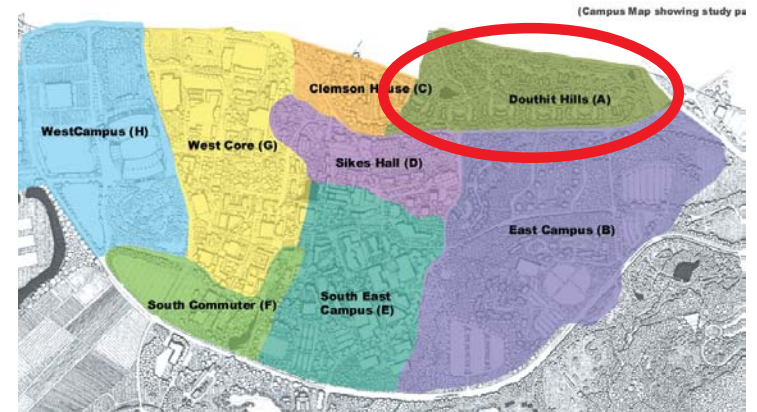 (Campus Map showing study pa
Clemson House (C)
Douthit Hills (A)
WestCampus (H)
West Core (G)
Sikes Hall (D)
East Campus (B)
South Commuter (F)
South East
Campus (E)